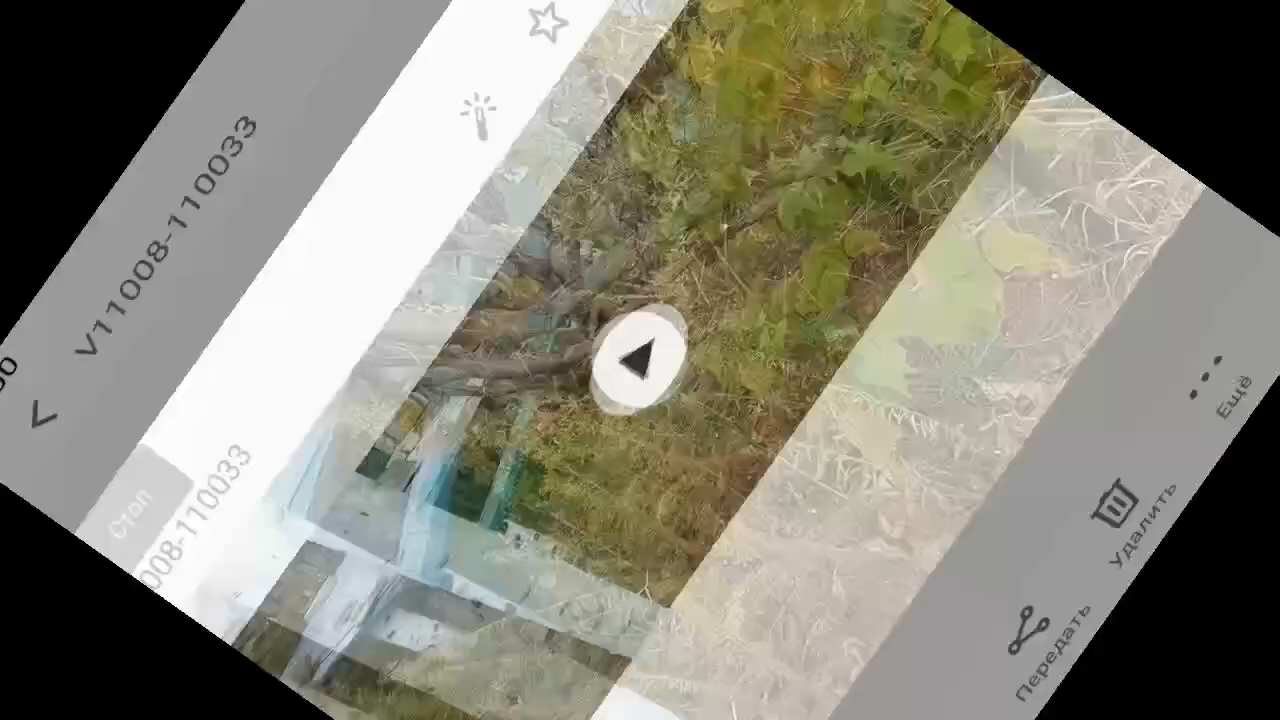 V11008-110033
Стоп
008-110033
Передать
Удалить
Ещё